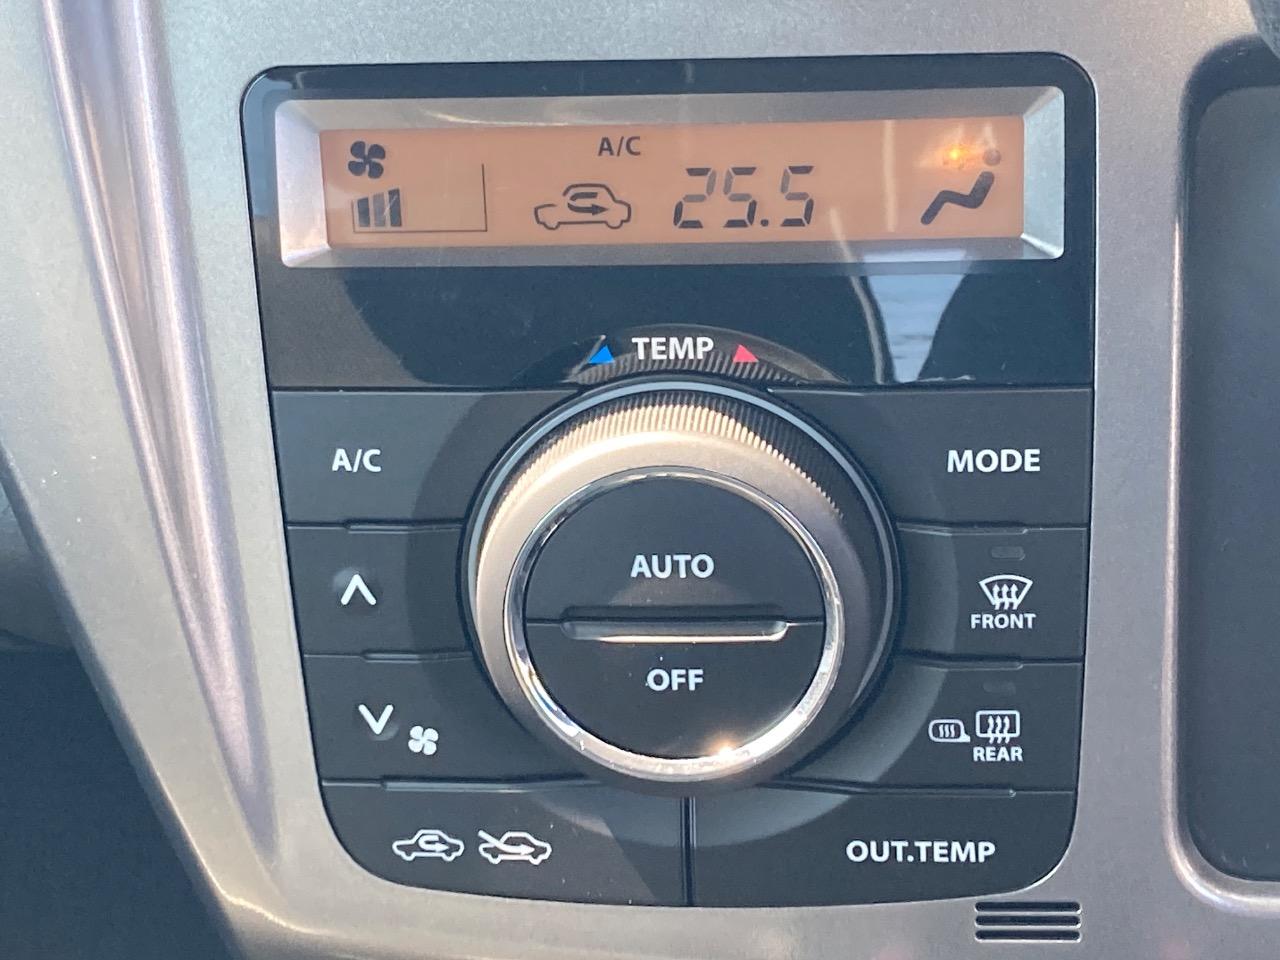 A/C
25.5
TEMP
A/C
MODE
AUTO
FRONT
OFF
REAR
OUT.TEMP